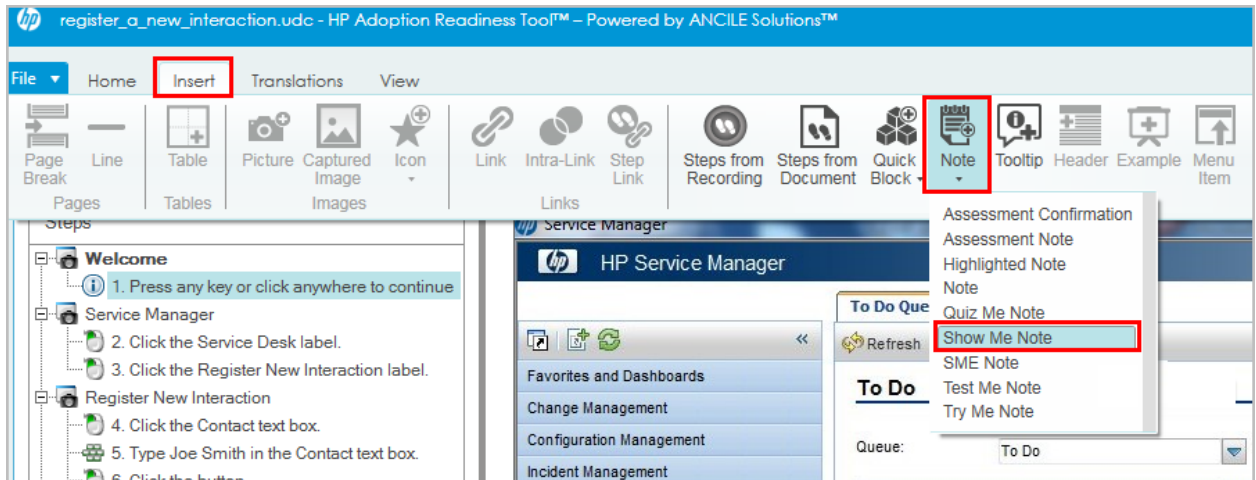 hp register_a_new_interaction.udc - HP Adoption Readiness Tool™ – Powered by ANCILE Solutions™
File Home Insert Translations View
Page Break Line Table Picture Captured Image Icon Link Intra-Link Step Link Steps from Recording Steps from Document Quick Block Note Tooltip Header Example Menu Item
Pages Tables Images Links
Steps
Welcome
1. Press any key or click anywhere to continue
Service Manager
2. Click the Service Desk label.
3. Click the Register New Interaction label.
Register New Interaction
4. Click the Contact text box.
5. Type Joe Smith in the Contact text box.
6. Click the button
hp Service Manager
hp HP Service Manager
Favorites and Dashboards
Change Management
Configuration Management
Incident Management
To Do Que
Refresh
To Do
Queue: To Do
Assessment Confirmation
Assessment Note
Highlighted Note
Note
Quiz Me Note
Show Me Note
SME Note
Test Me Note
Try Me Note